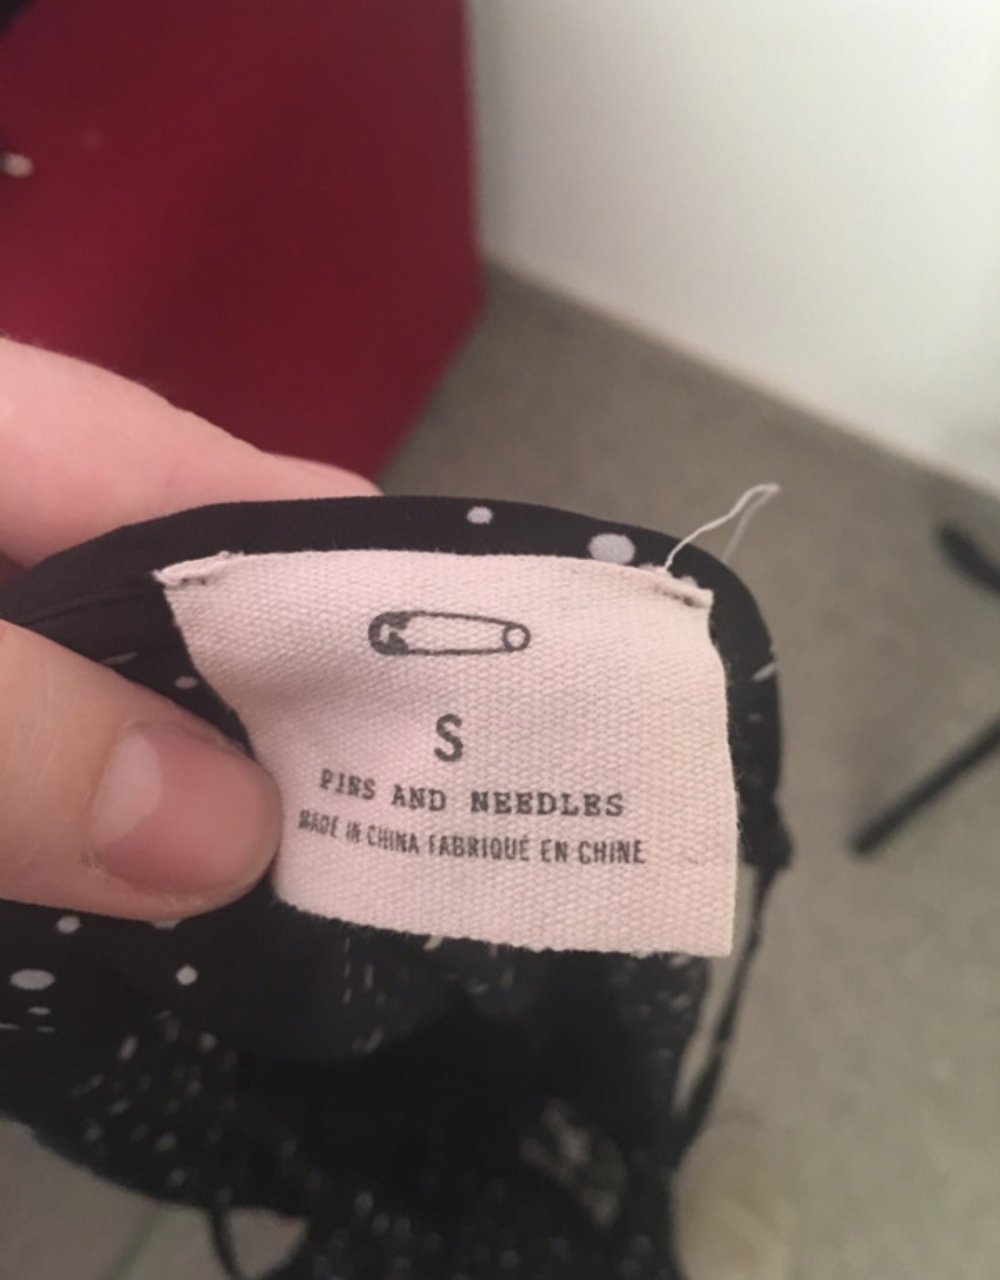 S
PINS AND NEEDLES
MADE IN CHINA FABRIQUÉ EN CHINE